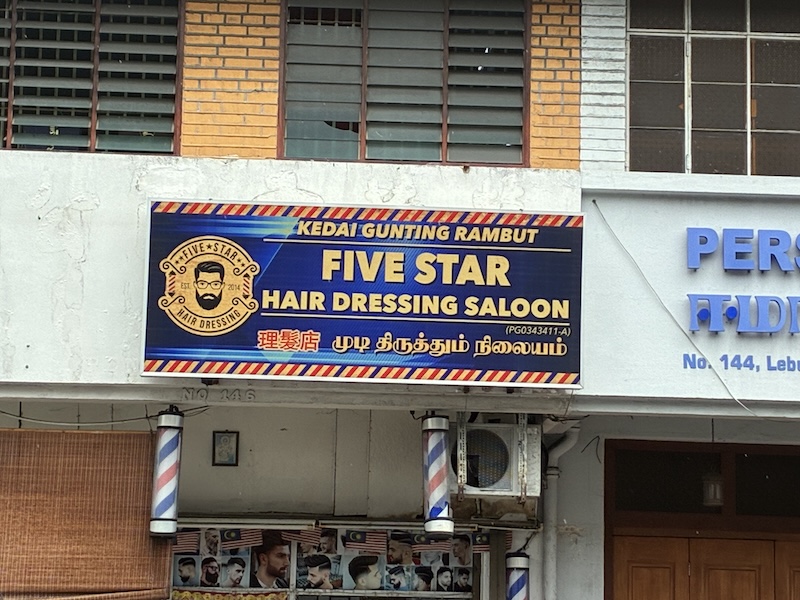 KEDAI GUNTING RAMBUT
FIVE★STAR
EST. 2014
HAIR DRESSING
FIVE STAR
HAIR DRESSING SALOON
(PG0343411-A)
理髮店 முடி திருத்தும் நிலையம்
NO 146
PERS
No. 144, Lebu